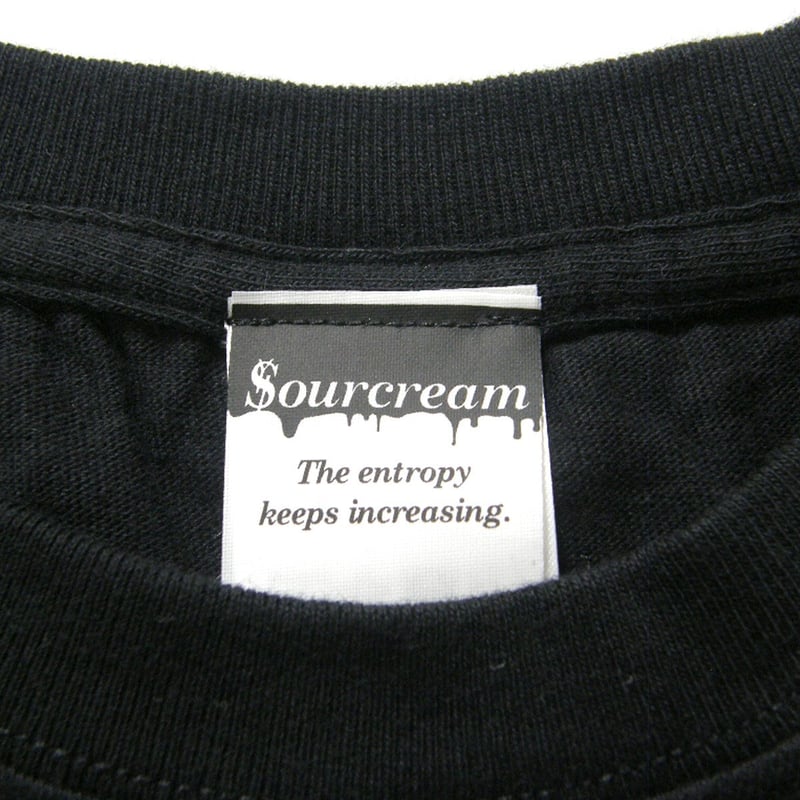 $ourcream
The entropy
keeps increasing.